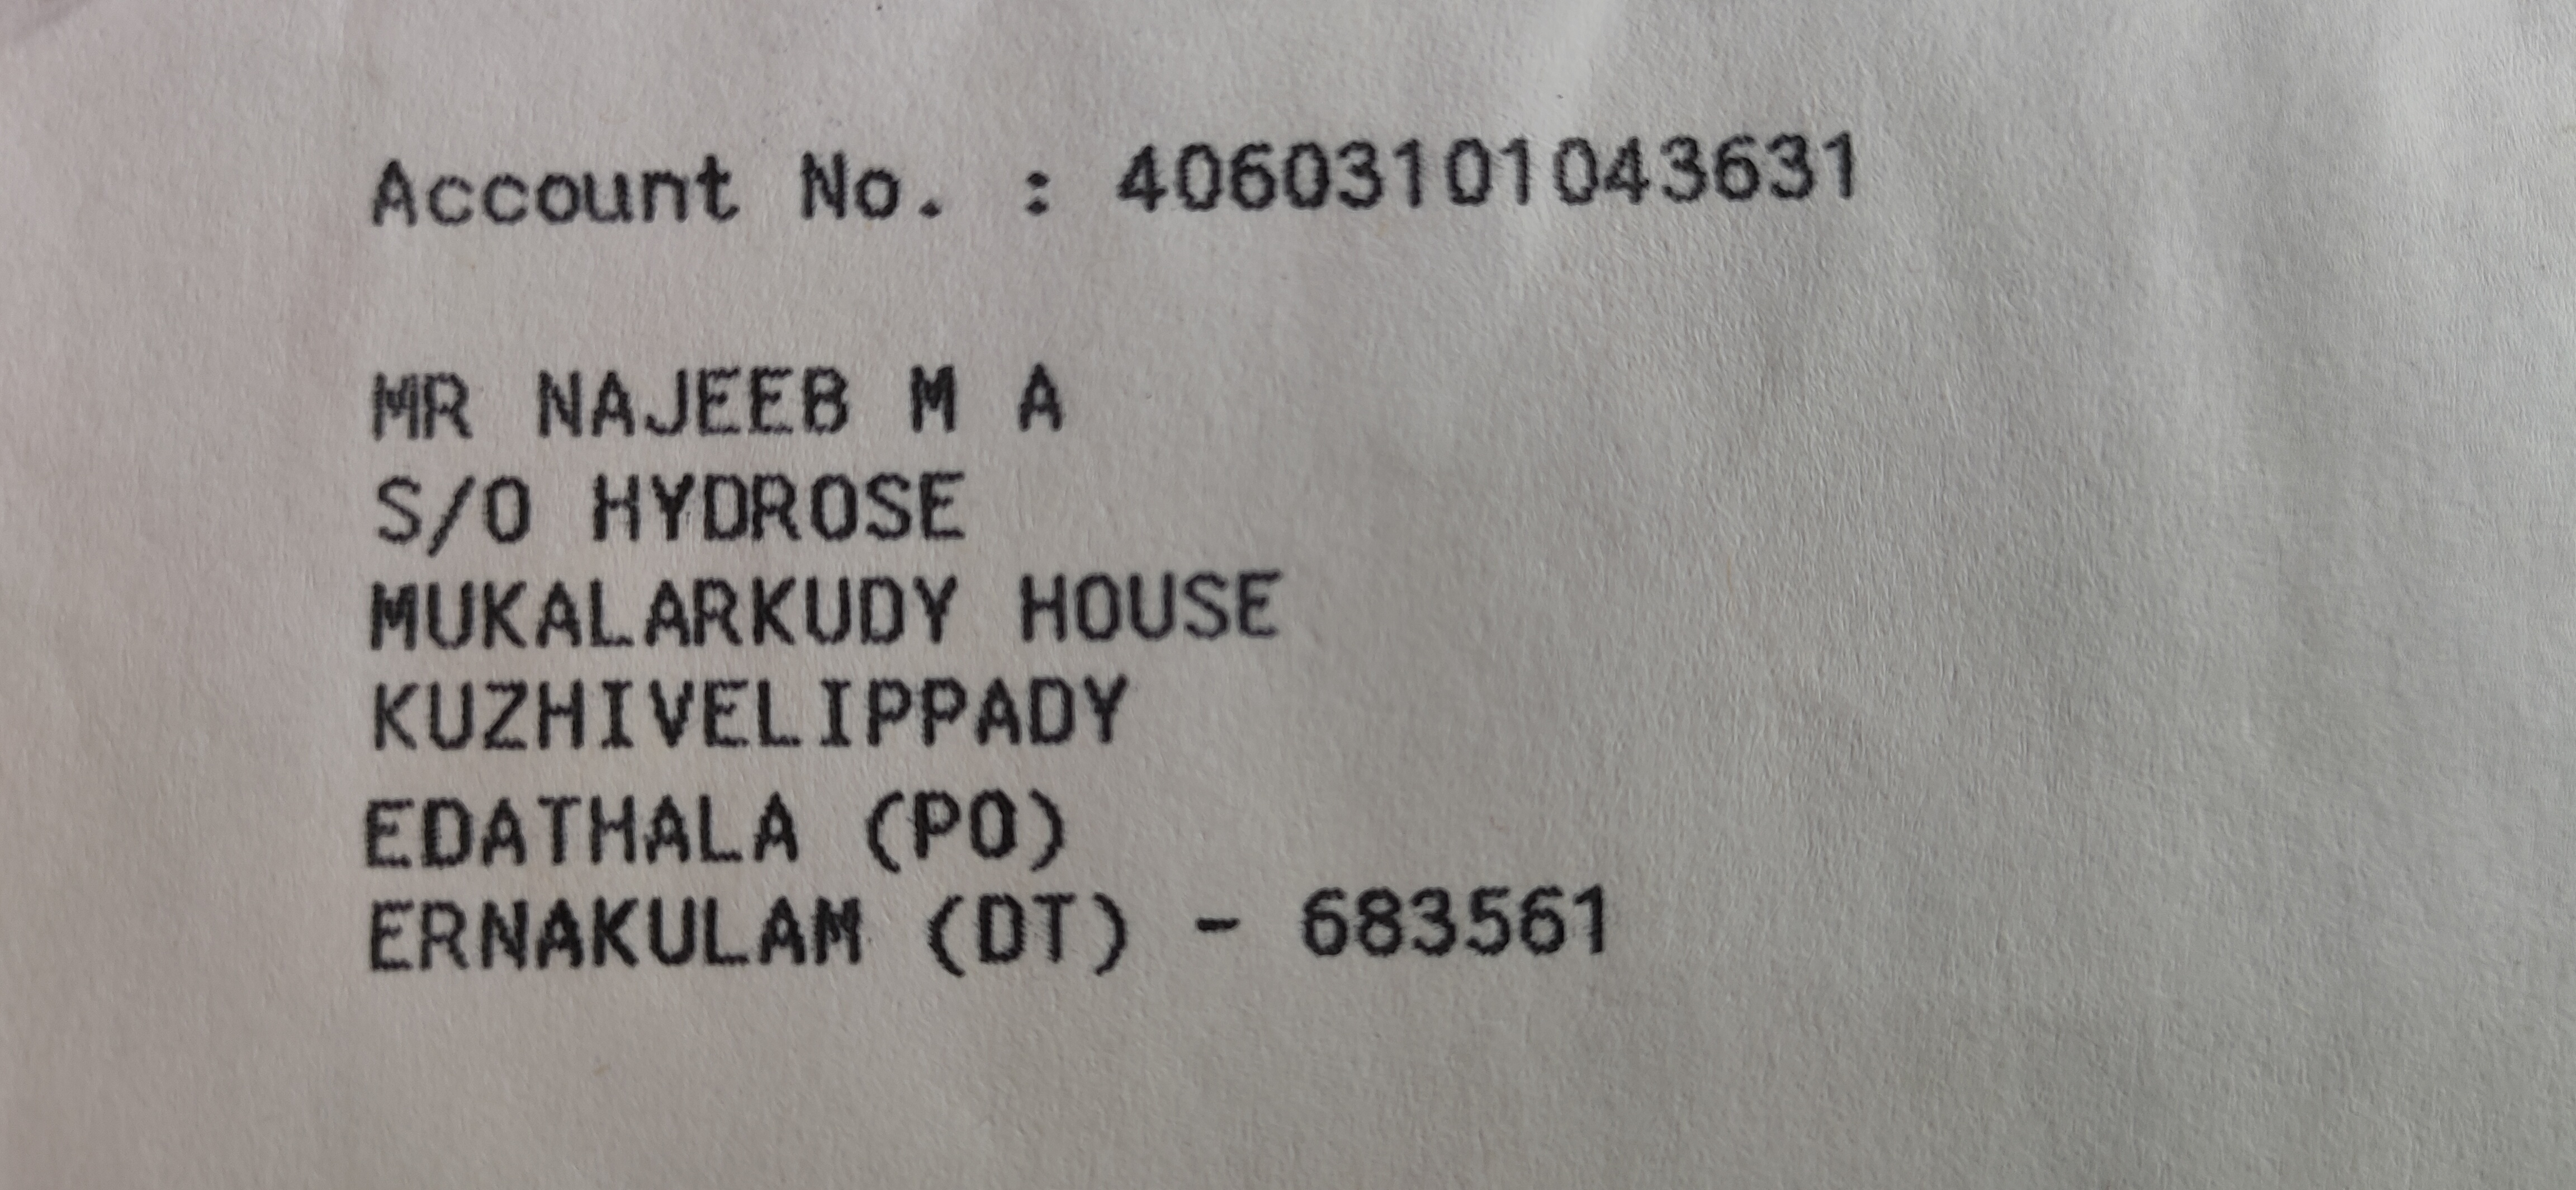 Account No. : 40603101043631
MR NAJEEB M A
S/O HYDROSE
MUKALARKUDY HOUSE
KUZHIVELIPPADY
EDATHALA (PO)
ERNAKULAM (DT) - 683561